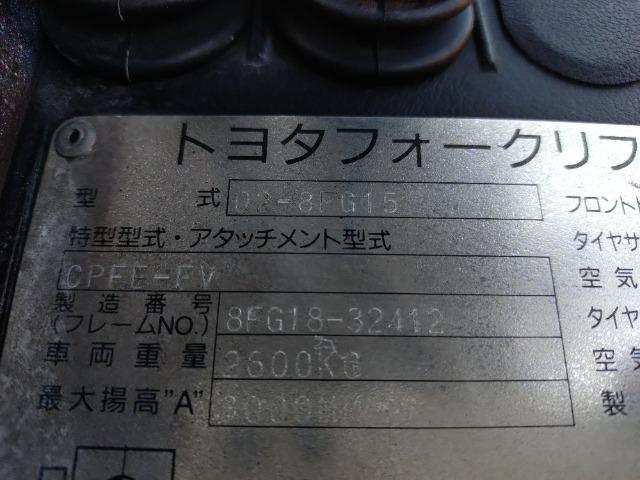 トヨタフォークリフ
型 式 02-8FG15 フロント
特型型式・アタッチメント型式 タイヤサ
CPFE-FV 空気
製造番号 8FG18-32412 タイヤ
(フレームNO.)
車両重量 2600KG 空気
最大揚高"A" 製